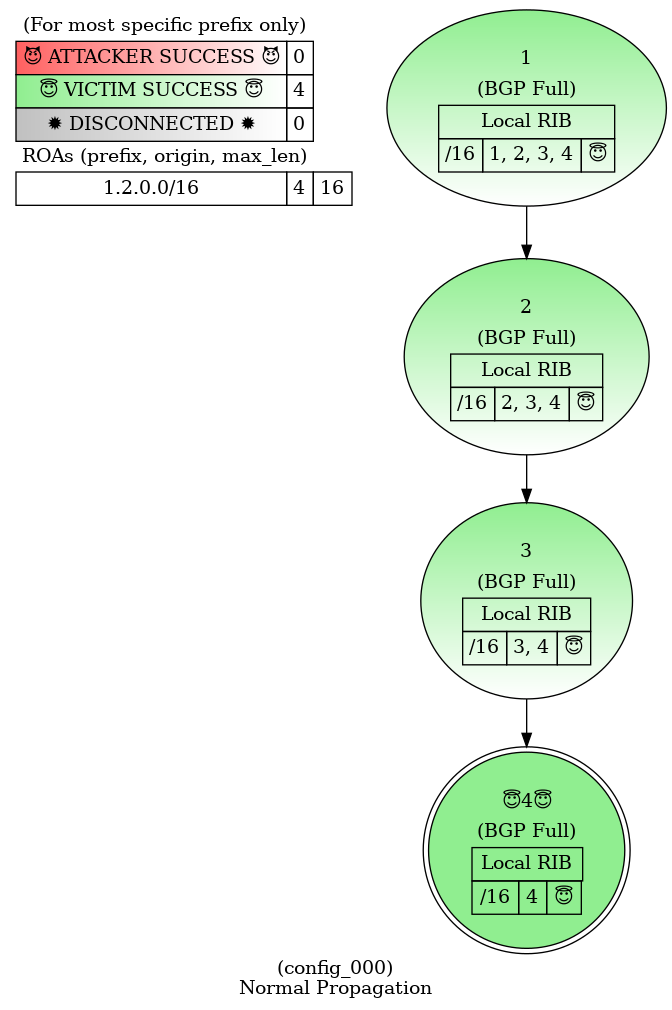 (For most specific prefix only)
😈 ATTACKER SUCCESS 😈 0
😇 VICTIM SUCCESS 😇 4
✹ DISCONNECTED ✹ 0
ROAs (prefix, origin, max_len)
1.2.0.0/16 4 16
1
(BGP Full)
Local RIB
/16 1, 2, 3, 4 😇
2
(BGP Full)
Local RIB
/16 2, 3, 4 😇
3
(BGP Full)
Local RIB
/16 3, 4 😇
😇4😇
(BGP Full)
Local RIB
/16 4 😇
(config_000)
Normal Propagation